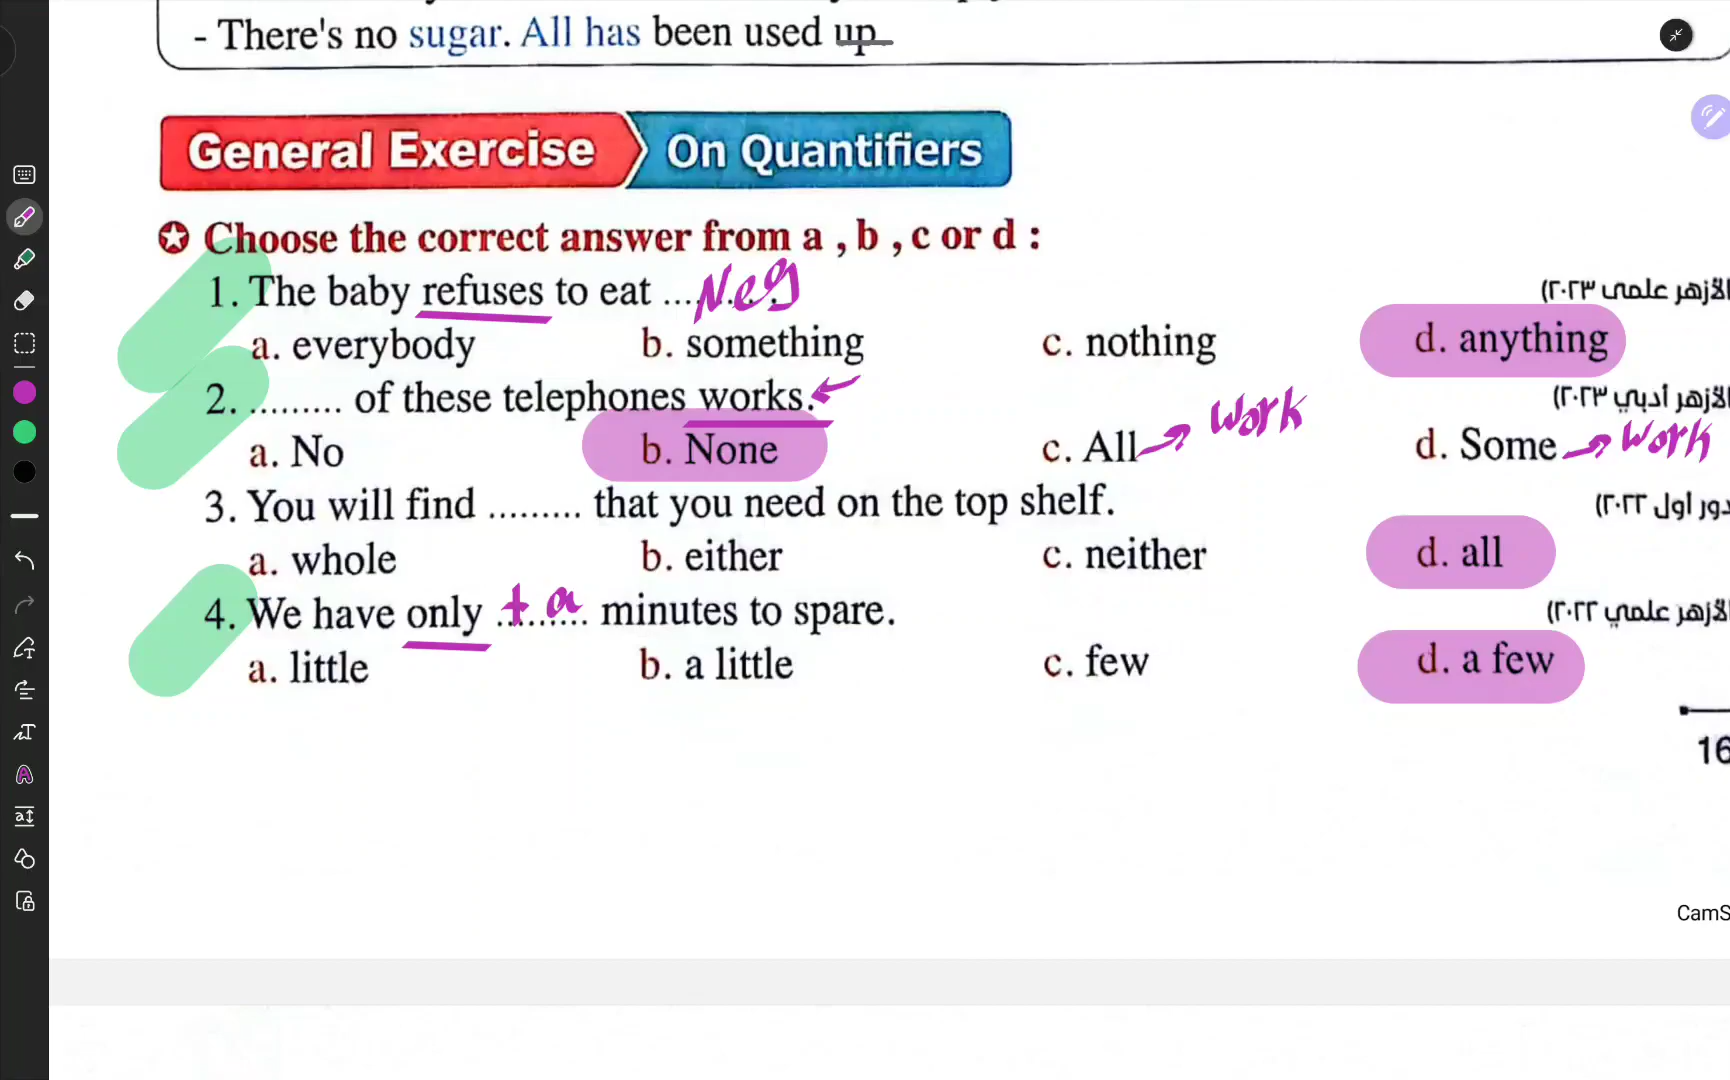 - There's no sugar. All has been used up
General Exercise On Quantifiers
Choose the correct answer from a , b , c or d :
1. The baby refuses to eat ......... Neg
الأزهر علمي ٢٠٢٣)
a. everybody b. something c. nothing d. anything
2. ......... of these telephones works.
الأزهر أدبي ٢٠٢٣)
a. No b. None c. All work d. Some work
3. You will find ......... that you need on the top shelf.
دور اول ٢٠٢٢)
a. whole b. either c. neither d. all
4. We have only ......... + a minutes to spare.
الأزهر علمي ٢٠٢٢)
a. little b. a little c. few d. a few
16
CamS